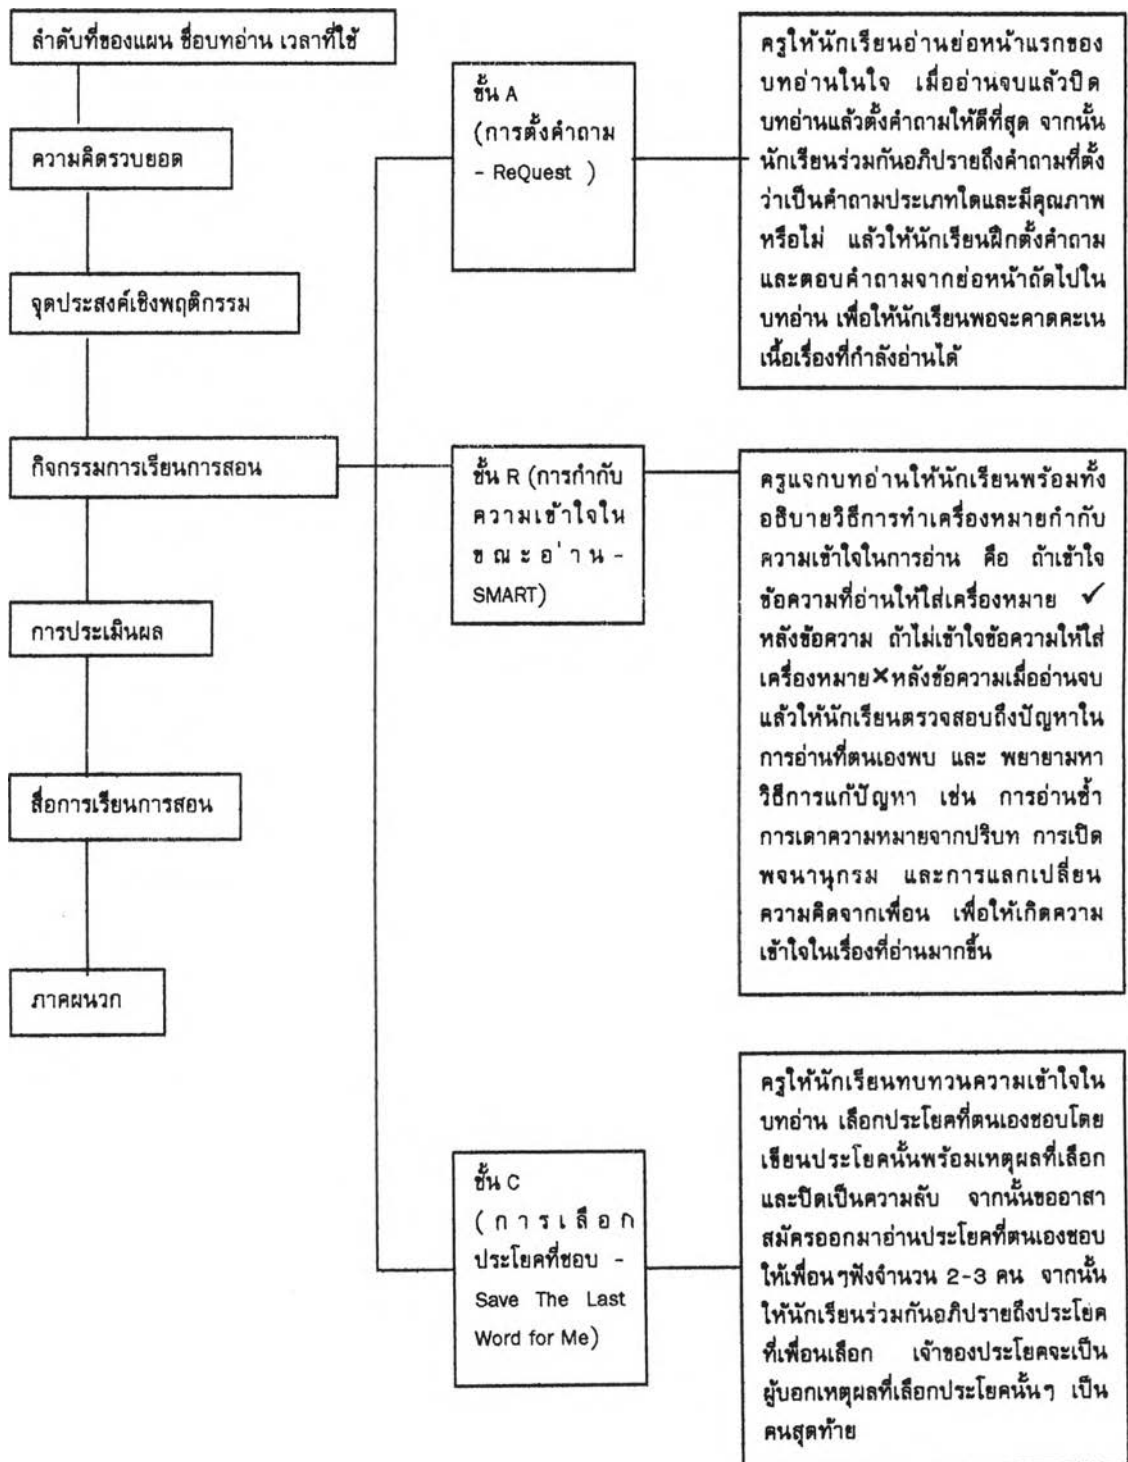 ลำดับที่ของแผน ชื่อบทอ่าน เวลาที่ใช้
ความคิดรวบยอด
จุดประสงค์เชิงพฤติกรรม
กิจกรรมการเรียนการสอน
การประเมินผล
สื่อการเรียนการสอน
ภาคผนวก
ขั้น A
(การตั้งคำถาม
- ReQuest )
ครูให้นักเรียนอ่านย่อหน้าแรกของ
บทอ่านในใจ เมื่ออ่านจบแล้วปิด
บทอ่านแล้วตั้งคำถามให้ดีที่สุด จากนั้น
นักเรียนร่วมกันอภิปรายถึงคำถามที่ตั้ง
ว่าเป็นคำถามประเภทใดและมีคุณภาพ
หรือไม่ แล้วให้นักเรียนฝึกตั้งคำถาม
และตอบคำถามจากย่อหน้าถัดไปใน
บทอ่าน เพื่อให้นักเรียนพอจะคาดคะเน
เนื้อเรื่องที่กำลังอ่านได้
ขั้น R (การกำกับ
ความเข้าใจใน
ขณะอ่าน -
SMART)
ครูแจกบทอ่านให้นักเรียนพร้อมทั้ง
อธิบายวิธีการทำเครื่องหมายกำกับ
ความเข้าใจในการอ่าน คือ ถ้าเข้าใจ
ข้อความที่อ่านให้ใส่เครื่องหมาย ✓
หลังข้อความ ถ้าไม่เข้าใจข้อความให้ใส่
เครื่องหมาย✕หลังข้อความเมื่ออ่านจบ
แล้วให้นักเรียนตรวจสอบถึงปัญหาใน
การอ่านที่ตนเองพบ และ พยายามหา
วิธีการแก้ปัญหา เช่น การอ่านซ้ำ
การเดาความหมายจากปริบท การเปิด
พจนานุกรม และการแลกเปลี่ยน
ความคิดจากเพื่อน เพื่อให้เกิดความ
เข้าใจในเรื่องที่อ่านมากขึ้น
ขั้น C
(การเลือก
ประโยคที่ชอบ -
Save The Last
Word for Me)
ครูให้นักเรียนทบทวนความเข้าใจใน
บทอ่าน เลือกประโยคที่ตนเองชอบโดย
เขียนประโยคนั้นพร้อมเหตุผลที่เลือก
และปิดเป็นความลับ จากนั้นขออาสา
สมัครออกมาอ่านประโยคที่ตนเองชอบ
ให้เพื่อนๆฟังจำนวน 2-3 คน จากนั้น
ให้นักเรียนร่วมกันอภิปรายถึงประโยค
ที่เพื่อนเลือก เจ้าของประโยคจะเป็น
ผู้บอกเหตุผลที่เลือกประโยคนั้นๆ เป็น
คนสุดท้าย